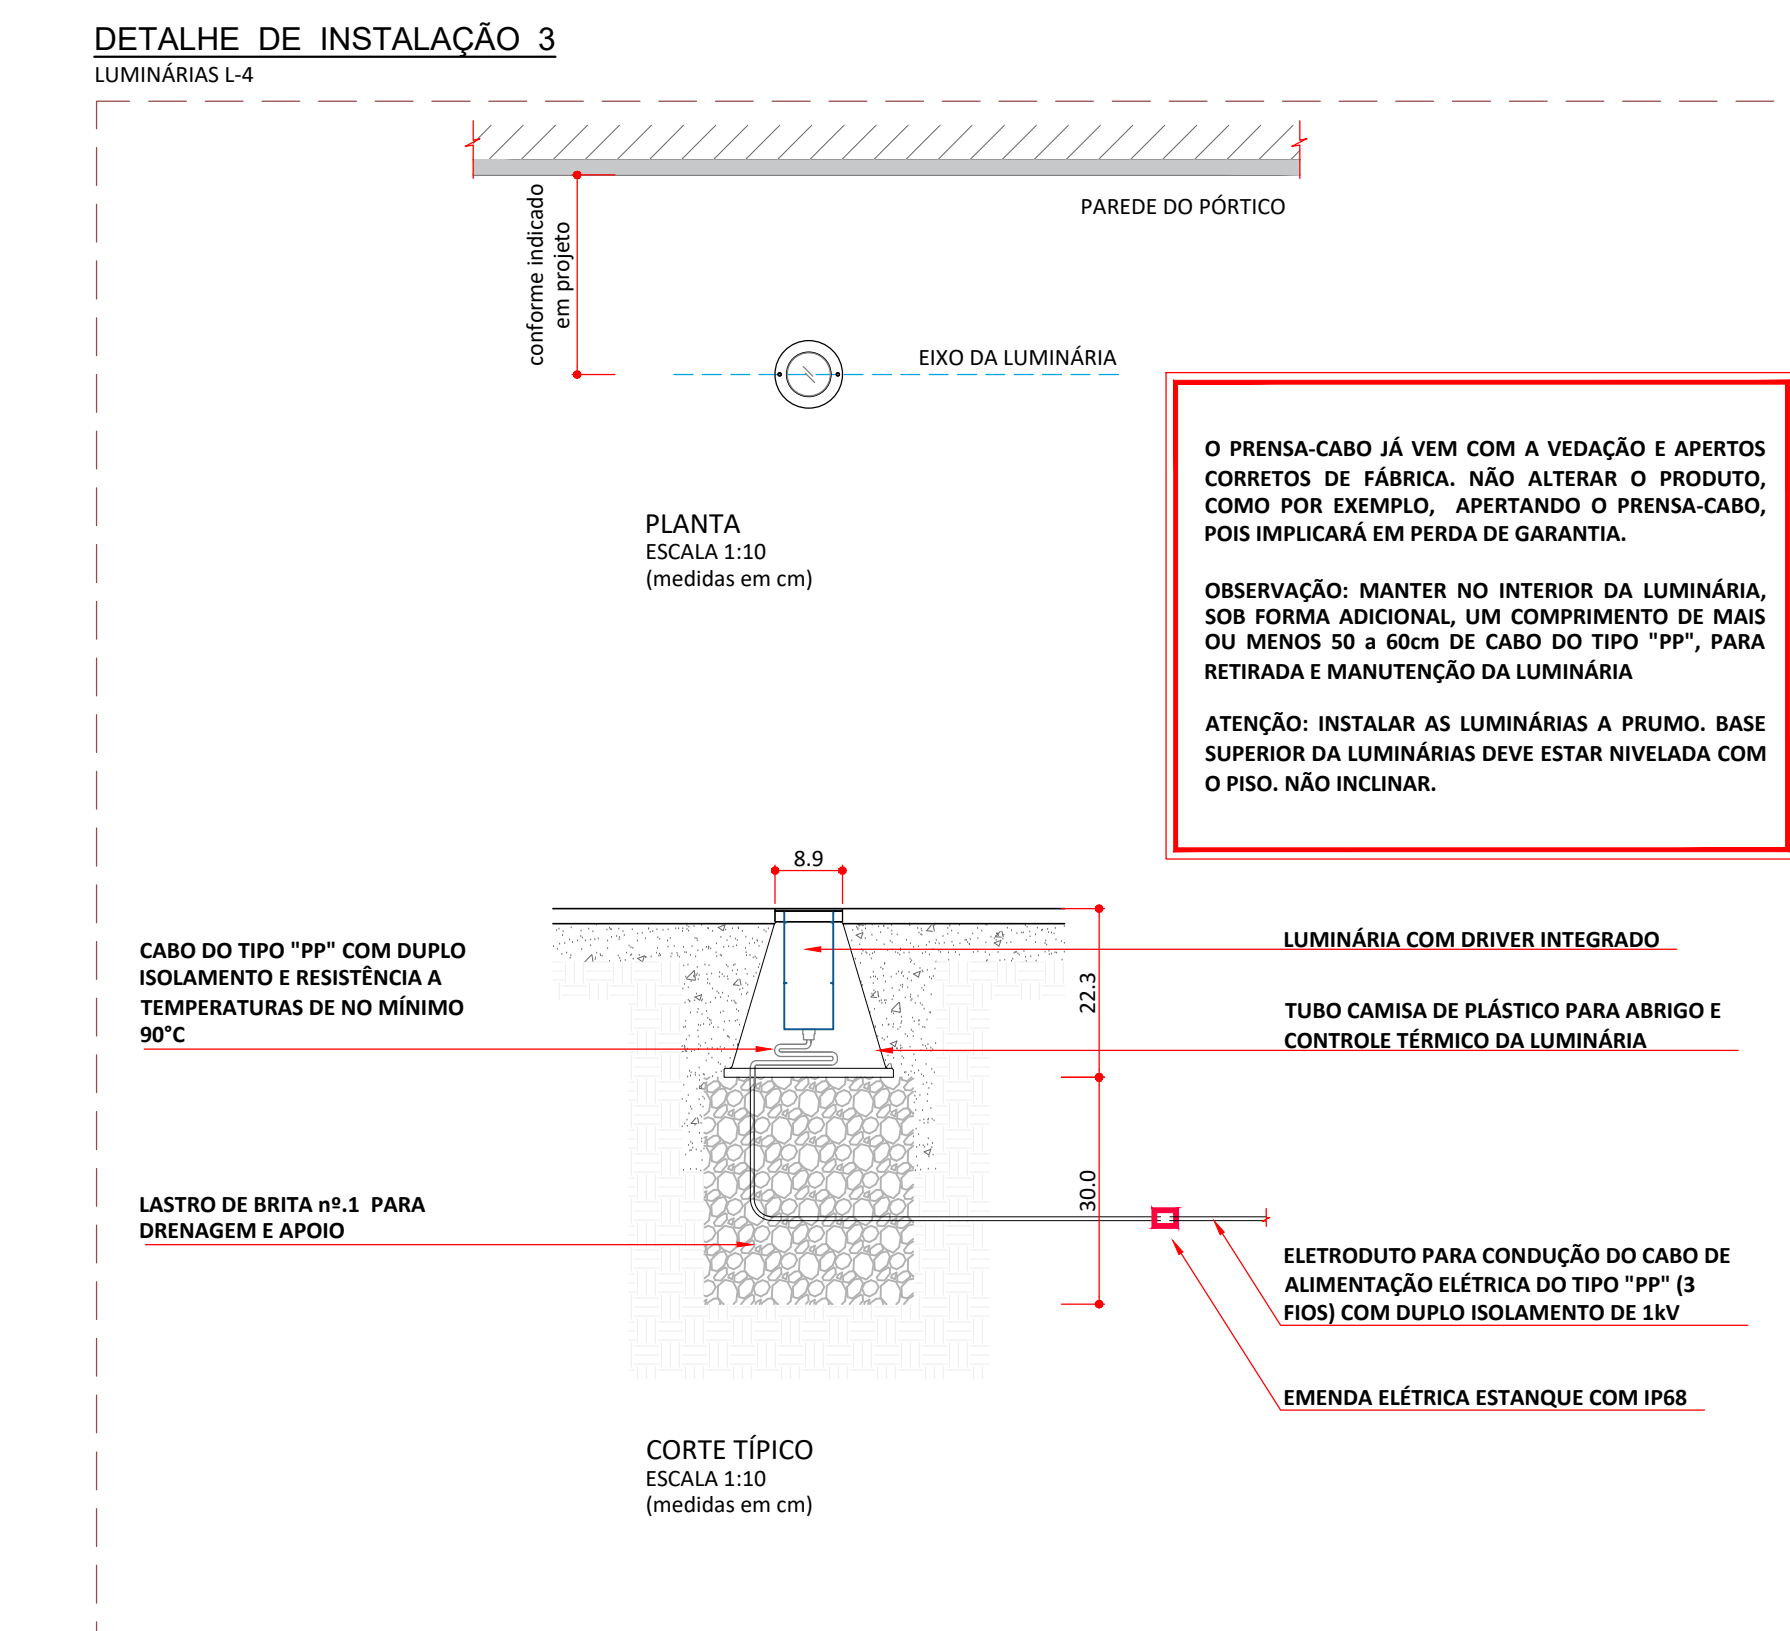 DETALHE DE INSTALAÇÃO 3
LUMINÁRIAS L-4
PAREDE DO PÓRTICO
conforme indicado
em projeto
EIXO DA LUMINÁRIA
PLANTA
ESCALA 1:10
(medidas em cm)
O PRENSA-CABO JÁ VEM COM A VEDAÇÃO E APERTOS
CORRETOS DE FÁBRICA. NÃO ALTERAR O PRODUTO,
COMO POR EXEMPLO, APERTANDO O PRENSA-CABO,
POIS IMPLICARÁ EM PERDA DE GARANTIA.
OBSERVAÇÃO: MANTER NO INTERIOR DA LUMINÁRIA,
SOB FORMA ADICIONAL, UM COMPRIMENTO DE MAIS
OU MENOS 50 a 60cm DE CABO DO TIPO "PP", PARA
RETIRADA E MANUTENÇÃO DA LUMINÁRIA
ATENÇÃO: INSTALAR AS LUMINÁRIAS A PRUMO. BASE
SUPERIOR DA LUMINÁRIAS DEVE ESTAR NIVELADA COM
O PISO. NÃO INCLINAR.
8.9
CABO DO TIPO "PP" COM DUPLO
ISOLAMENTO E RESISTÊNCIA A
TEMPERATURAS DE NO MÍNIMO
90°C
LUMINÁRIA COM DRIVER INTEGRADO
22.3
TUBO CAMISA DE PLÁSTICO PARA ABRIGO E
CONTROLE TÉRMICO DA LUMINÁRIA
30.0
LASTRO DE BRITA nº.1 PARA
DRENAGEM E APOIO
ELETRODUTO PARA CONDUÇÃO DO CABO DE
ALIMENTAÇÃO ELÉTRICA DO TIPO "PP" (3
FIOS) COM DUPLO ISOLAMENTO DE 1kV
EMENDA ELÉTRICA ESTANQUE COM IP68
CORTE TÍPICO
ESCALA 1:10
(medidas em cm)